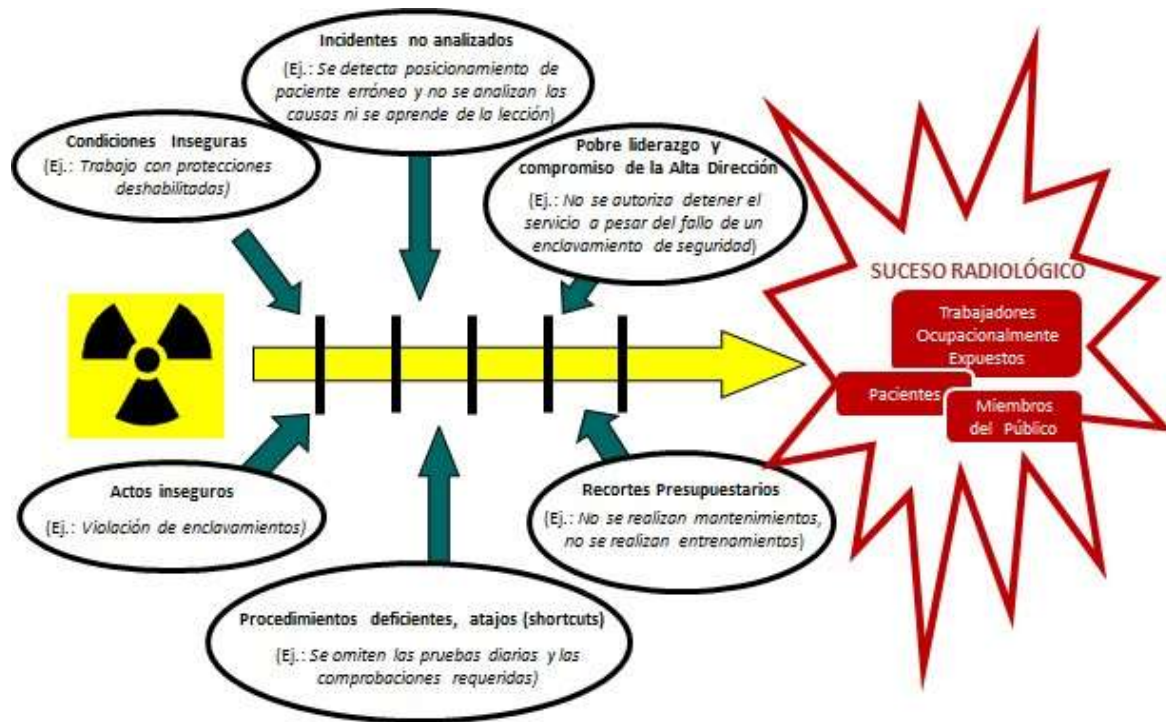 Incidentes no analizados
(Ej.: Se detecta posicionamiento de
paciente erróneo y no se analizan las
causas ni se aprende de la lección)
Condiciones Inseguras
(Ej.: Trabajo con protecciones
deshabilitadas)
Pobre liderazgo y
compromiso de la Alta Dirección
(Ej.: No se autoriza detener el
servicio a pesar del fallo de un
enclavamiento de seguridad)
SUCESO RADIOLÓGICO
Trabajadores
Ocupacionalmente
Expuestos
Pacientes
Miembros
del Público
Actos inseguros
(Ej.: Violación de enclavamientos)
Recortes Presupuestarios
(Ej.: No se realizan mantenimientos,
no se realizan entrenamientos)
Procedimientos deficientes, atajos (shortcuts)
(Ej.: Se omiten las pruebas diarias y las
comprobaciones requeridas)